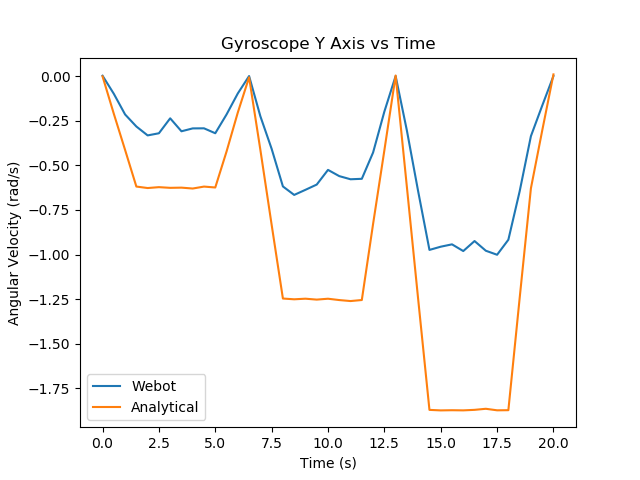 Gyroscope Y Axis vs Time
0.00
−0.25
−0.50
−0.75
−1.00
−1.25
−1.50
−1.75
Angular Velocity (rad/s)
Webot
Analytical
0.0 2.5 5.0 7.5 10.0 12.5 15.0 17.5 20.0
Time (s)